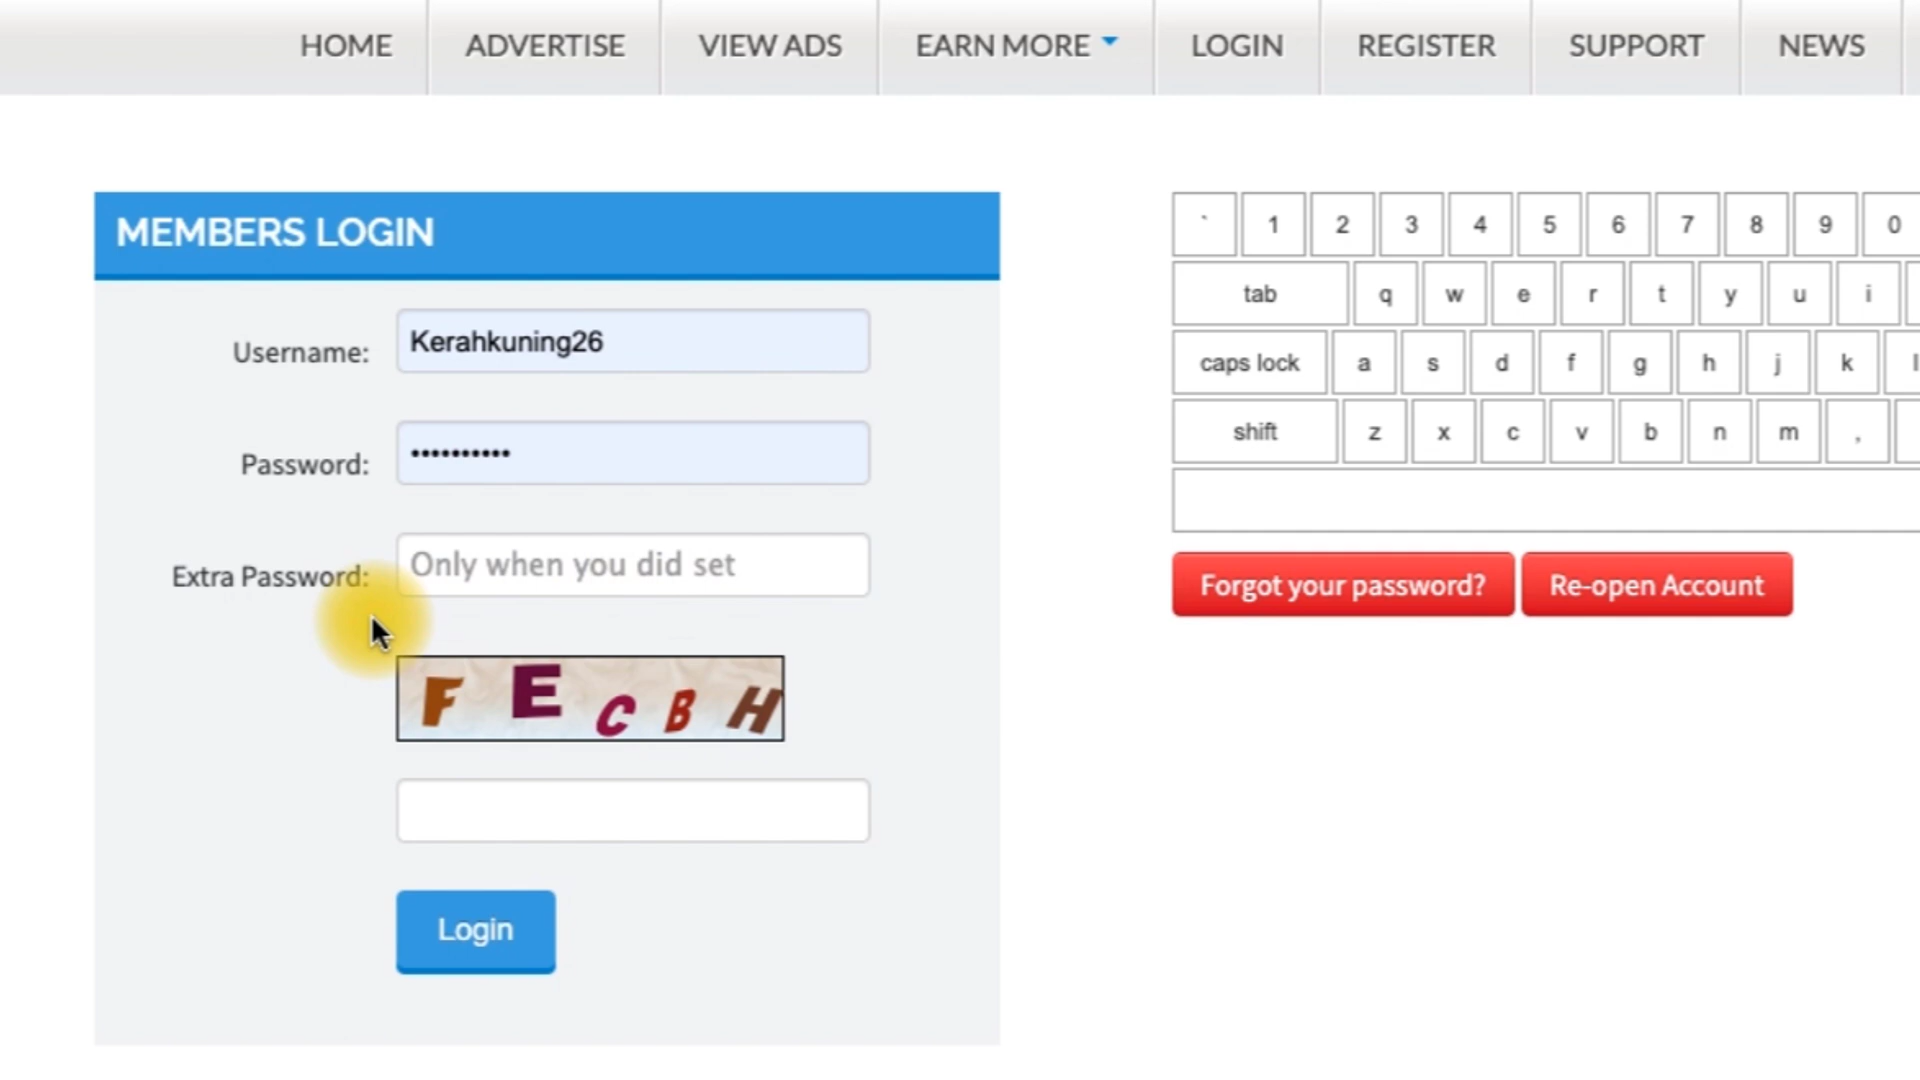 HOME ADVERTISE VIEW ADS EARN MORE LOGIN REGISTER SUPPORT NEWS
MEMBERS LOGIN
Username: Kerahkuning26
Password: ••••••••••
Extra Password: Only when you did set
F E C B H
Login
` 1 2 3 4 5 6 7 8 9 0
tab q w e r t y u i
caps lock a s d f g h j k l
shift z x c v b n m ,
Forgot your password? Re-open Account